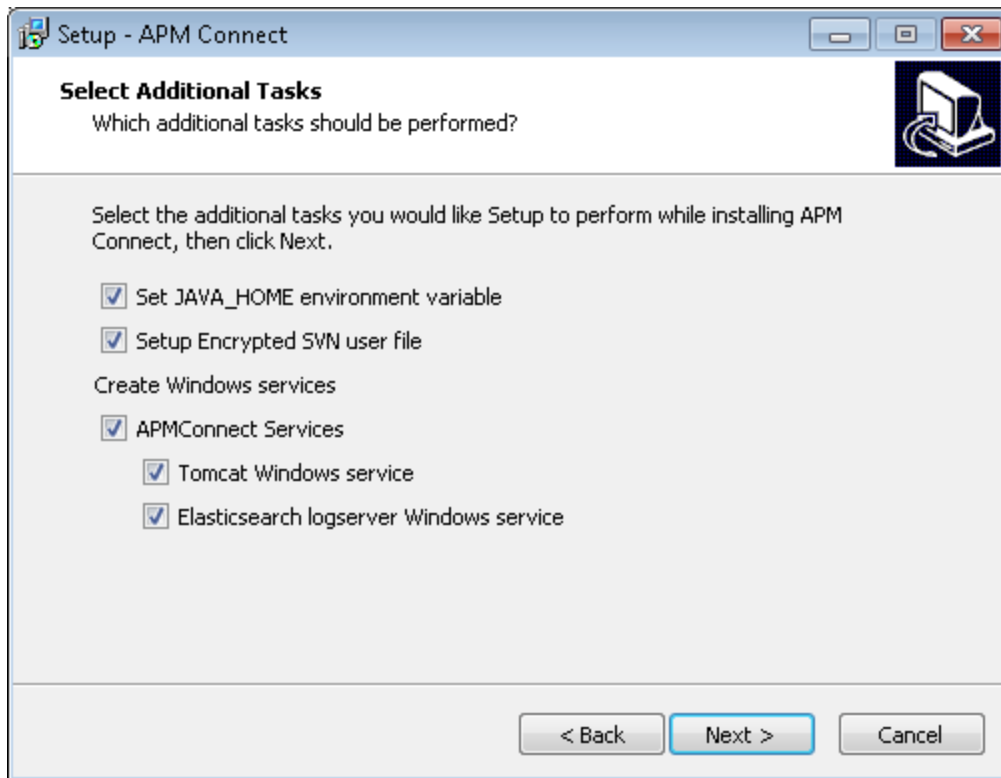 Setup - APM Connect
Select Additional Tasks
Which additional tasks should be performed?
Select the additional tasks you would like Setup to perform while installing APM
Connect, then click Next.
Set JAVA_HOME environment variable
Setup Encrypted SVN user file
Create Windows services
APMConnect Services
Tomcat Windows service
Elasticsearch logserver Windows service
< Back Next > Cancel